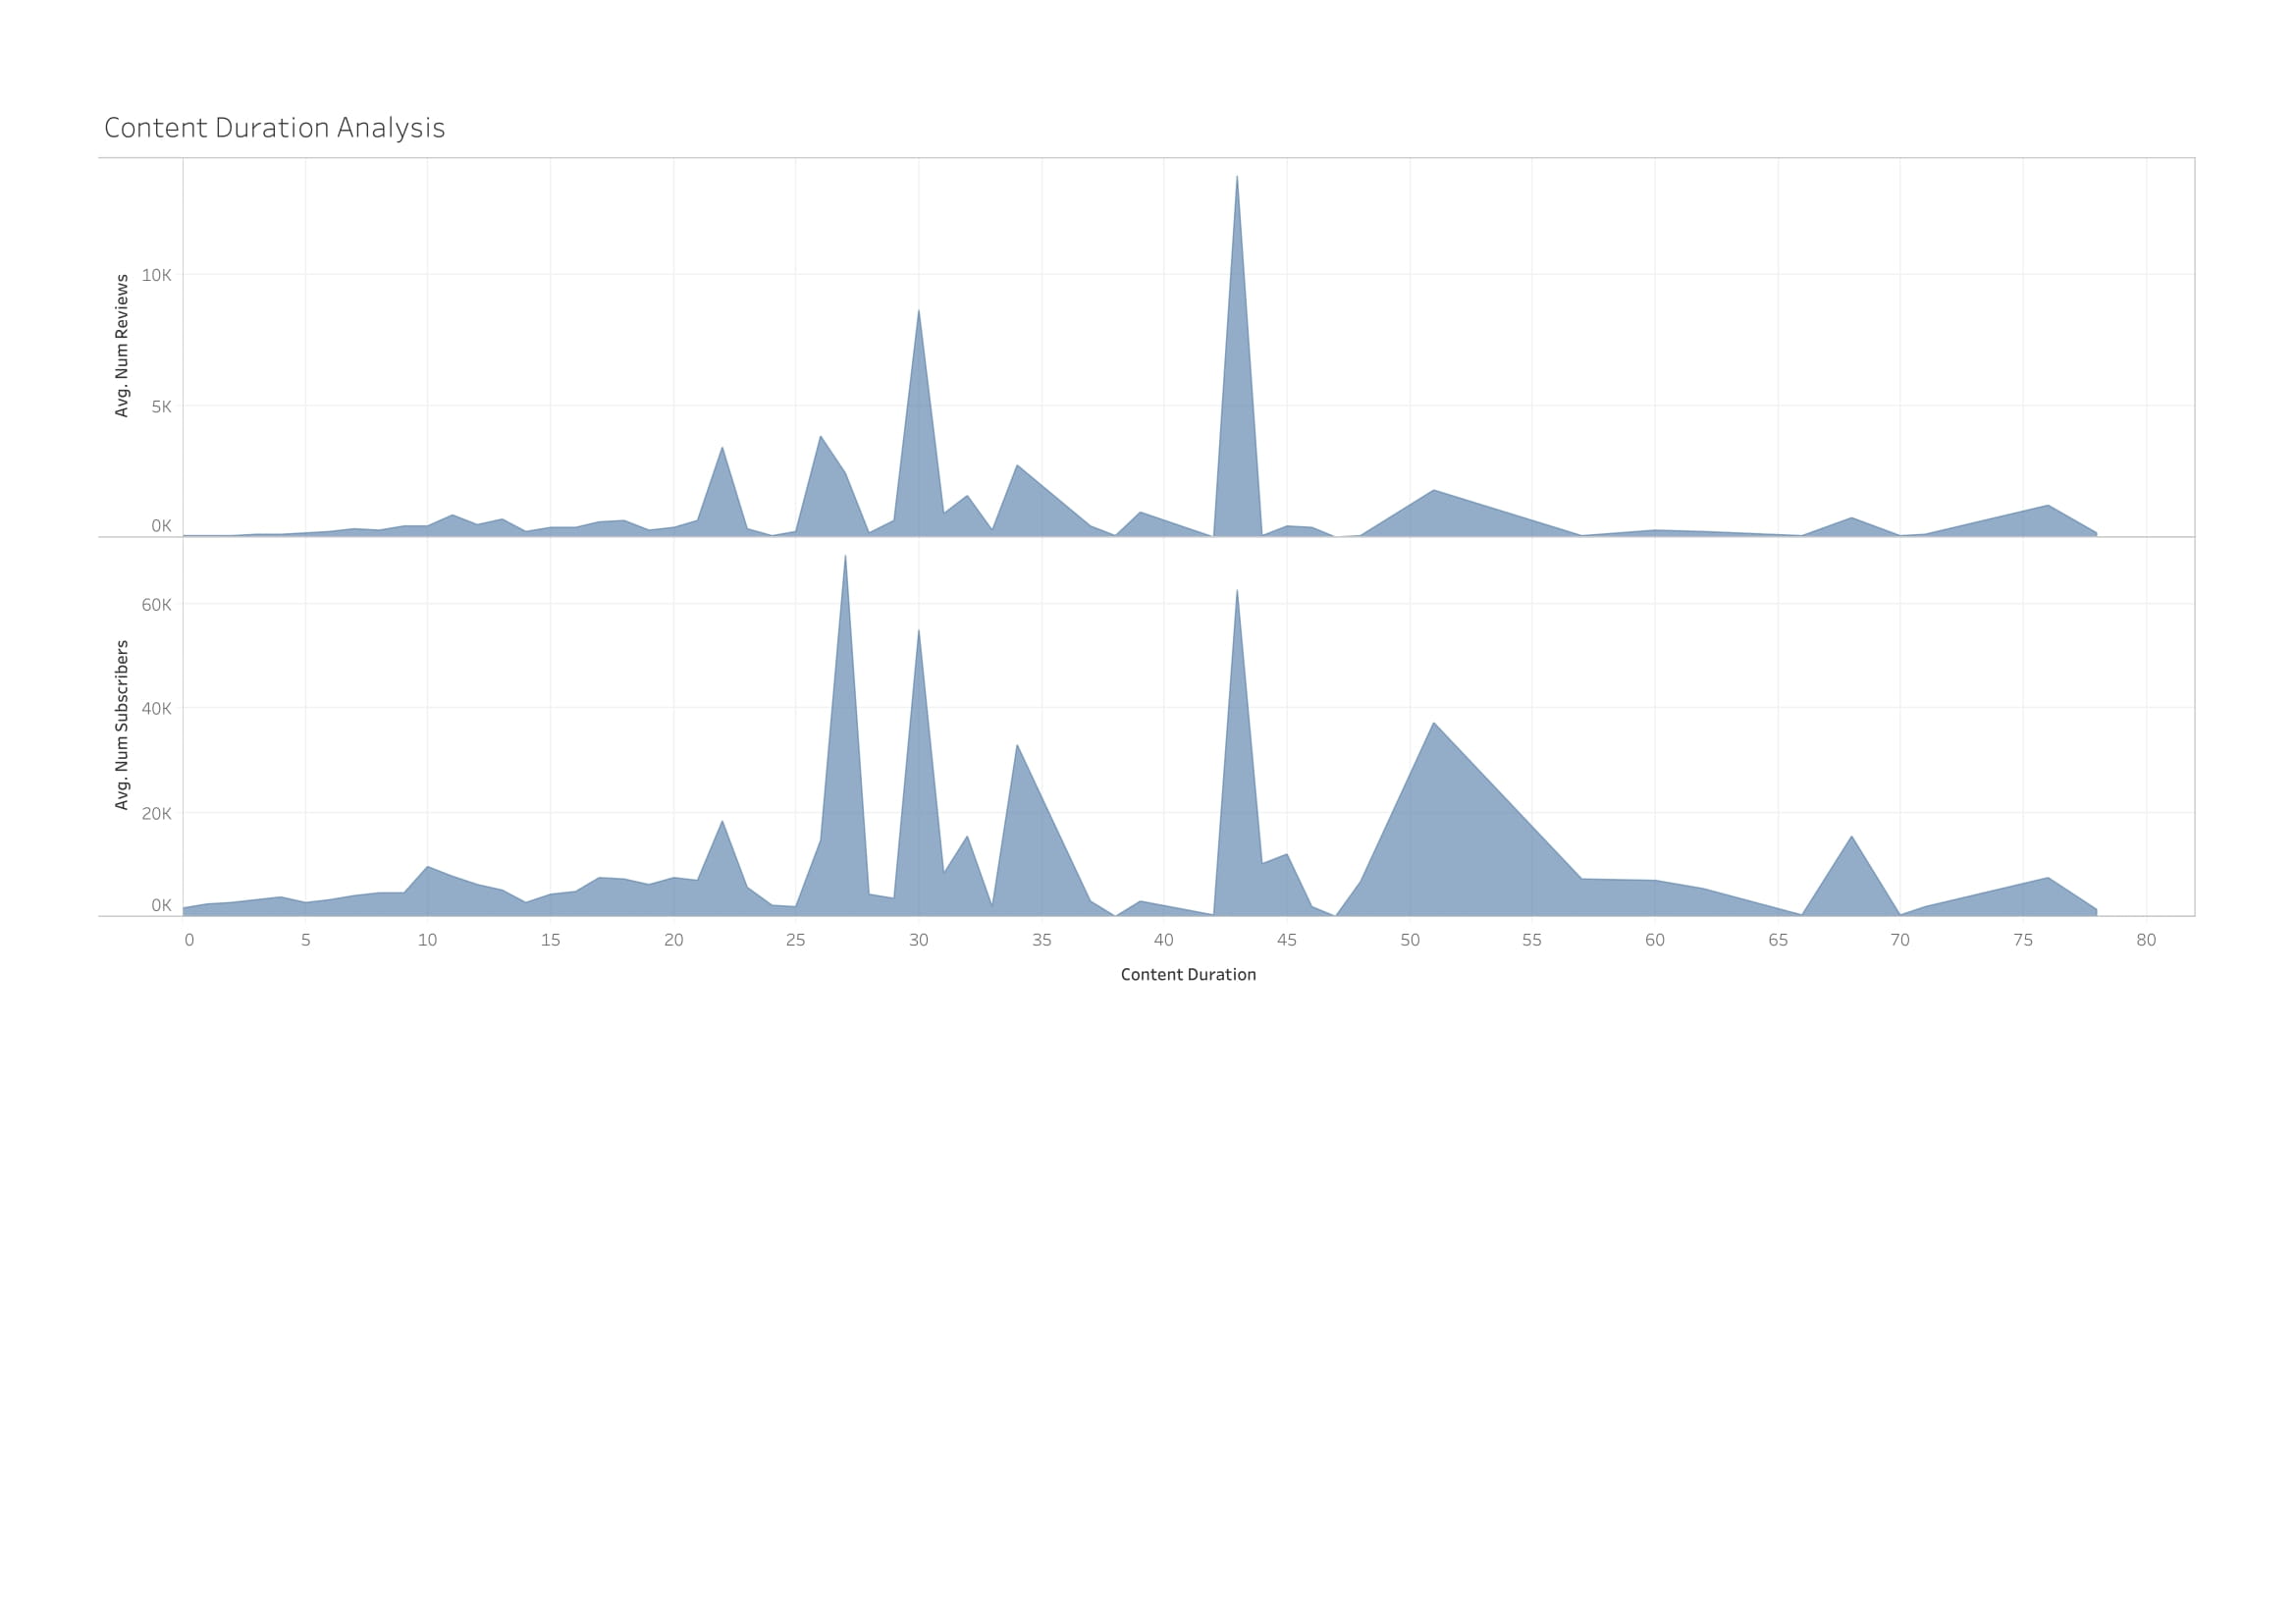 Content Duration Analysis
Avg. Num Reviews
10K
5K
0K
Avg. Num Subscribers
60K
40K
20K
0K
0 5 10 15 20 25 30 35 40 45 50 55 60 65 70 75 80
Content Duration